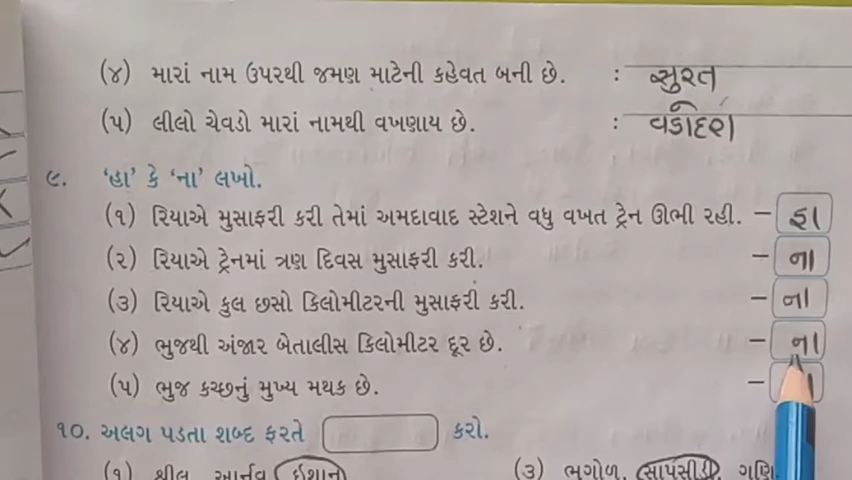 (૪) મારાં નામ ઉપરથી જમણ માટેની કહેવત બની છે. : સુરત
(૫) લીલો ચેવડો મારાં નામથી વખણાય છે. : વડોદરા
૯. ‘હા’ કે ‘ના’ લખો.
(૧) રિયાએ મુસાફરી કરી તેમાં અમદાવાદ સ્ટેશને વધુ વખત ટ્રેન ઊભી રહી. – હા
(૨) રિયાએ ટ્રેનમાં ત્રણ દિવસ મુસાફરી કરી. – ના
(૩) રિયાએ કુલ છસો કિલોમીટરની મુસાફરી કરી. – ના
(૪) ભુજથી અંજાર બેતાલીસ કિલોમીટર દૂર છે. – ના
(૫) ભુજ કચ્છનું મુખ્ય મથક છે. –
૧૦. અલગ પડતા શબ્દ ફરતે કરો.
(૧) શીલ, આર્નવ, ઇશાન (૩) ભૂગોળ, સાપસીડી, ગણિ